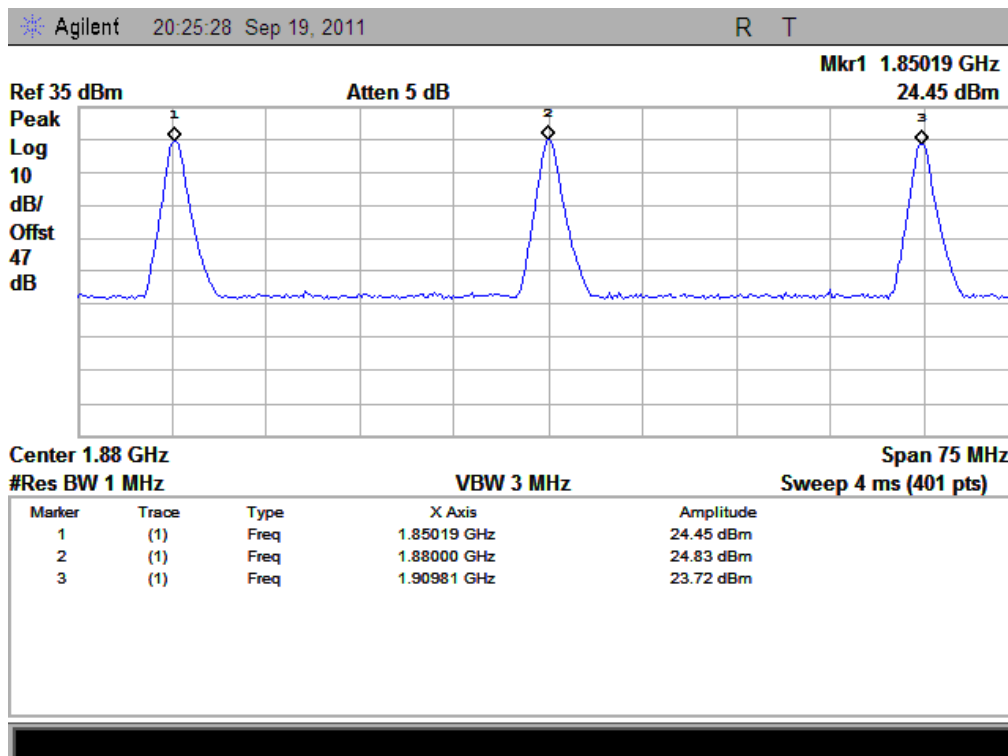 Agilent 20:25:28 Sep 19, 2011 R T
Mkr1 1.85019 GHz
Ref 35 dBm Atten 5 dB 24.45 dBm
Peak
Log
10
dB/
Offst
47
dB
1 2 3
Center 1.88 GHz Span 75 MHz
#Res BW 1 MHz VBW 3 MHz Sweep 4 ms (401 pts)
Marker Trace Type X Axis Amplitude
1 (1) Freq 1.85019 GHz 24.45 dBm
2 (1) Freq 1.88000 GHz 24.83 dBm
3 (1) Freq 1.90981 GHz 23.72 dBm